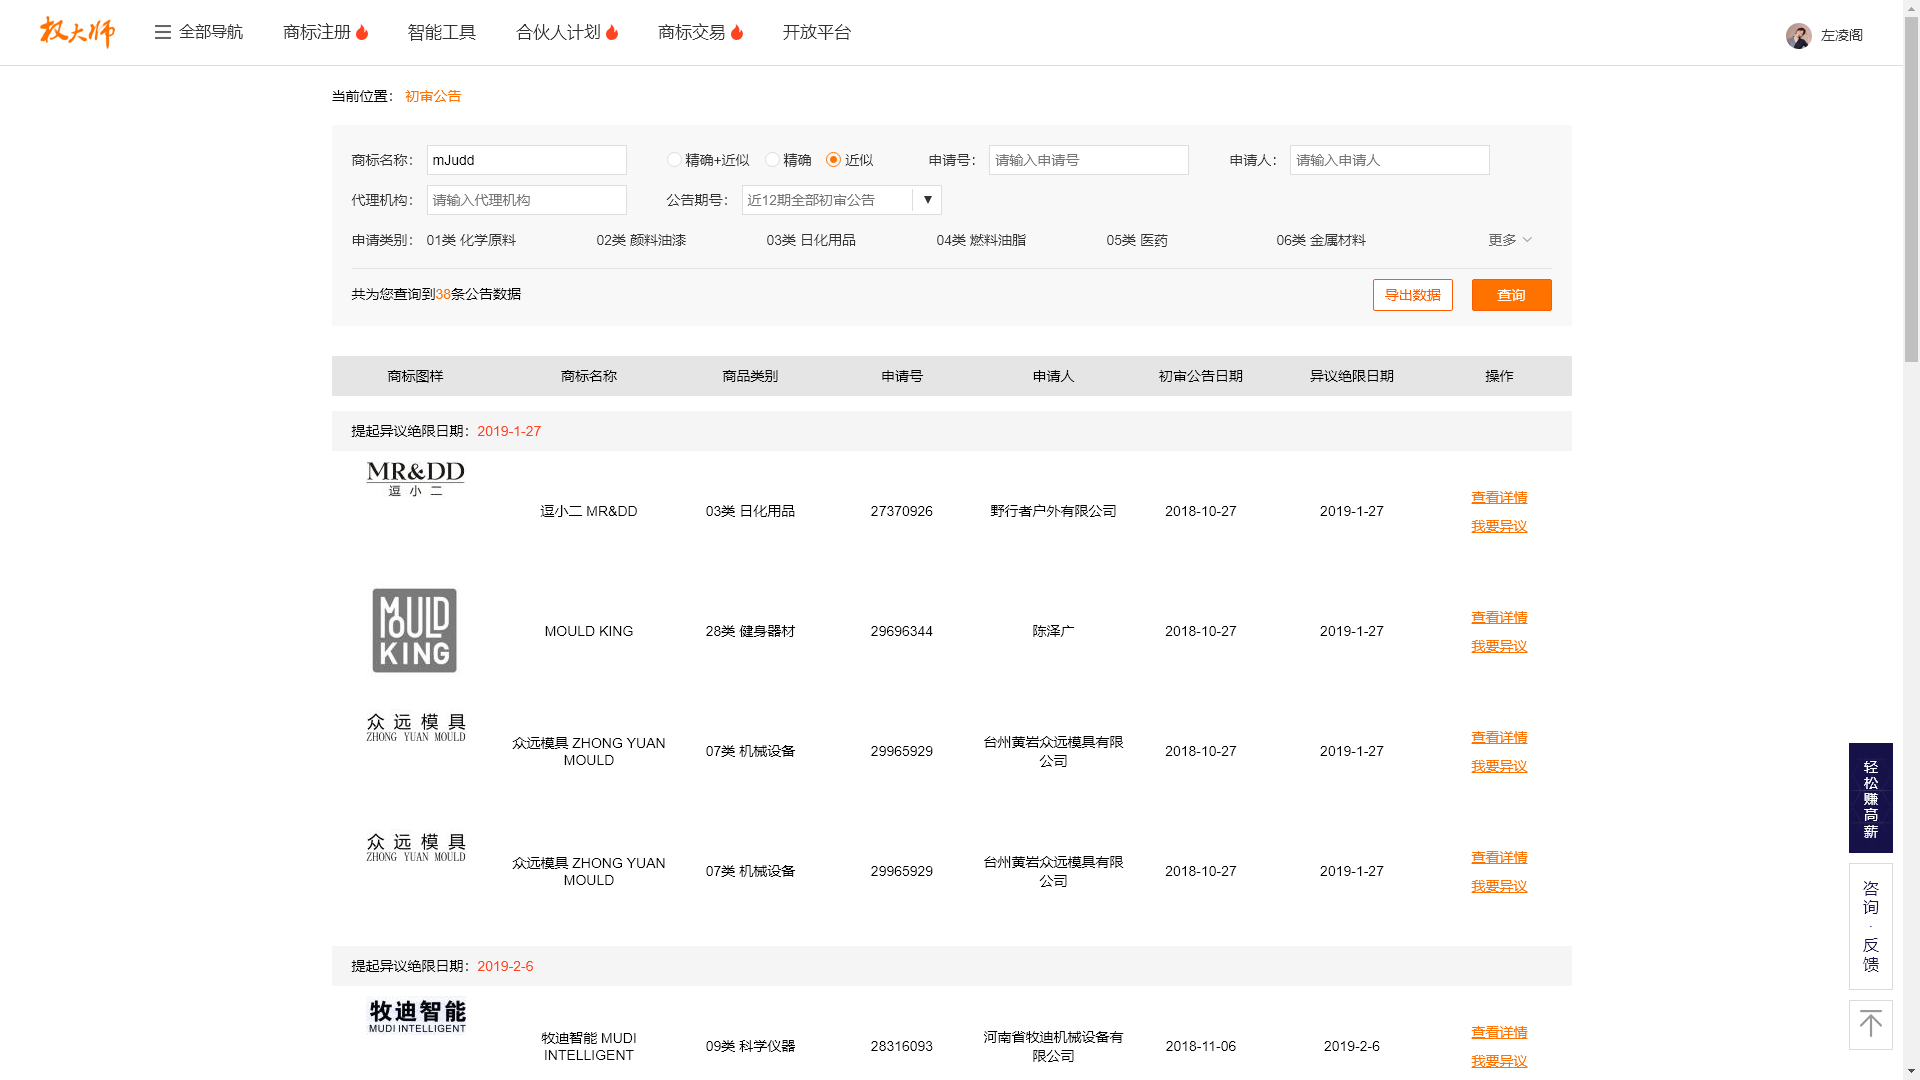 权大师 全部导航 商标注册 智能工具 合伙人计划 商标交易 开放平台 左凌阁
当前位置： 初审公告
商标名称： mJudd 精确+近似 精确 近似 申请号： 请输入申请号 申请人： 请输入申请人
代理机构： 请输入代理机构 公告期号： 近12期全部初审公告
申请类别： 01类 化学原料 02类 颜料油漆 03类 日化用品 04类 燃料油脂 05类 医药 06类 金属材料 更多
共为您查询到38条公告数据 导出数据 查询
商标图样 商标名称 商品类别 申请号 申请人 初审公告日期 异议绝限日期 操作
提起异议绝限日期：2019-1-27
MR&DD
逗小二
逗小二 MR&DD 03类 日化用品 27370926 野行者户外有限公司 2018-10-27 2019-1-27
查看详情
我要异议
MOULD
KING
MOULD KING 28类 健身器材 29696344 陈泽广 2018-10-27 2019-1-27
查看详情
我要异议
众远模具
ZHONG YUAN MOULD
众远模具 ZHONG YUAN
MOULD
07类 机械设备 29965929
台州黄岩众远模具有限
公司
2018-10-27 2019-1-27
查看详情
我要异议
众远模具
ZHONG YUAN MOULD
众远模具 ZHONG YUAN
MOULD
07类 机械设备 29965929
台州黄岩众远模具有限
公司
2018-10-27 2019-1-27
查看详情
我要异议
提起异议绝限日期：2019-2-6
牧迪智能
MUDI INTELLIGENT
牧迪智能 MUDI
INTELLIGENT
09类 科学仪器 28316093
河南省牧迪机械设备有
限公司
2018-11-06 2019-2-6
查看详情
我要异议
轻松赚高薪
咨询·反馈